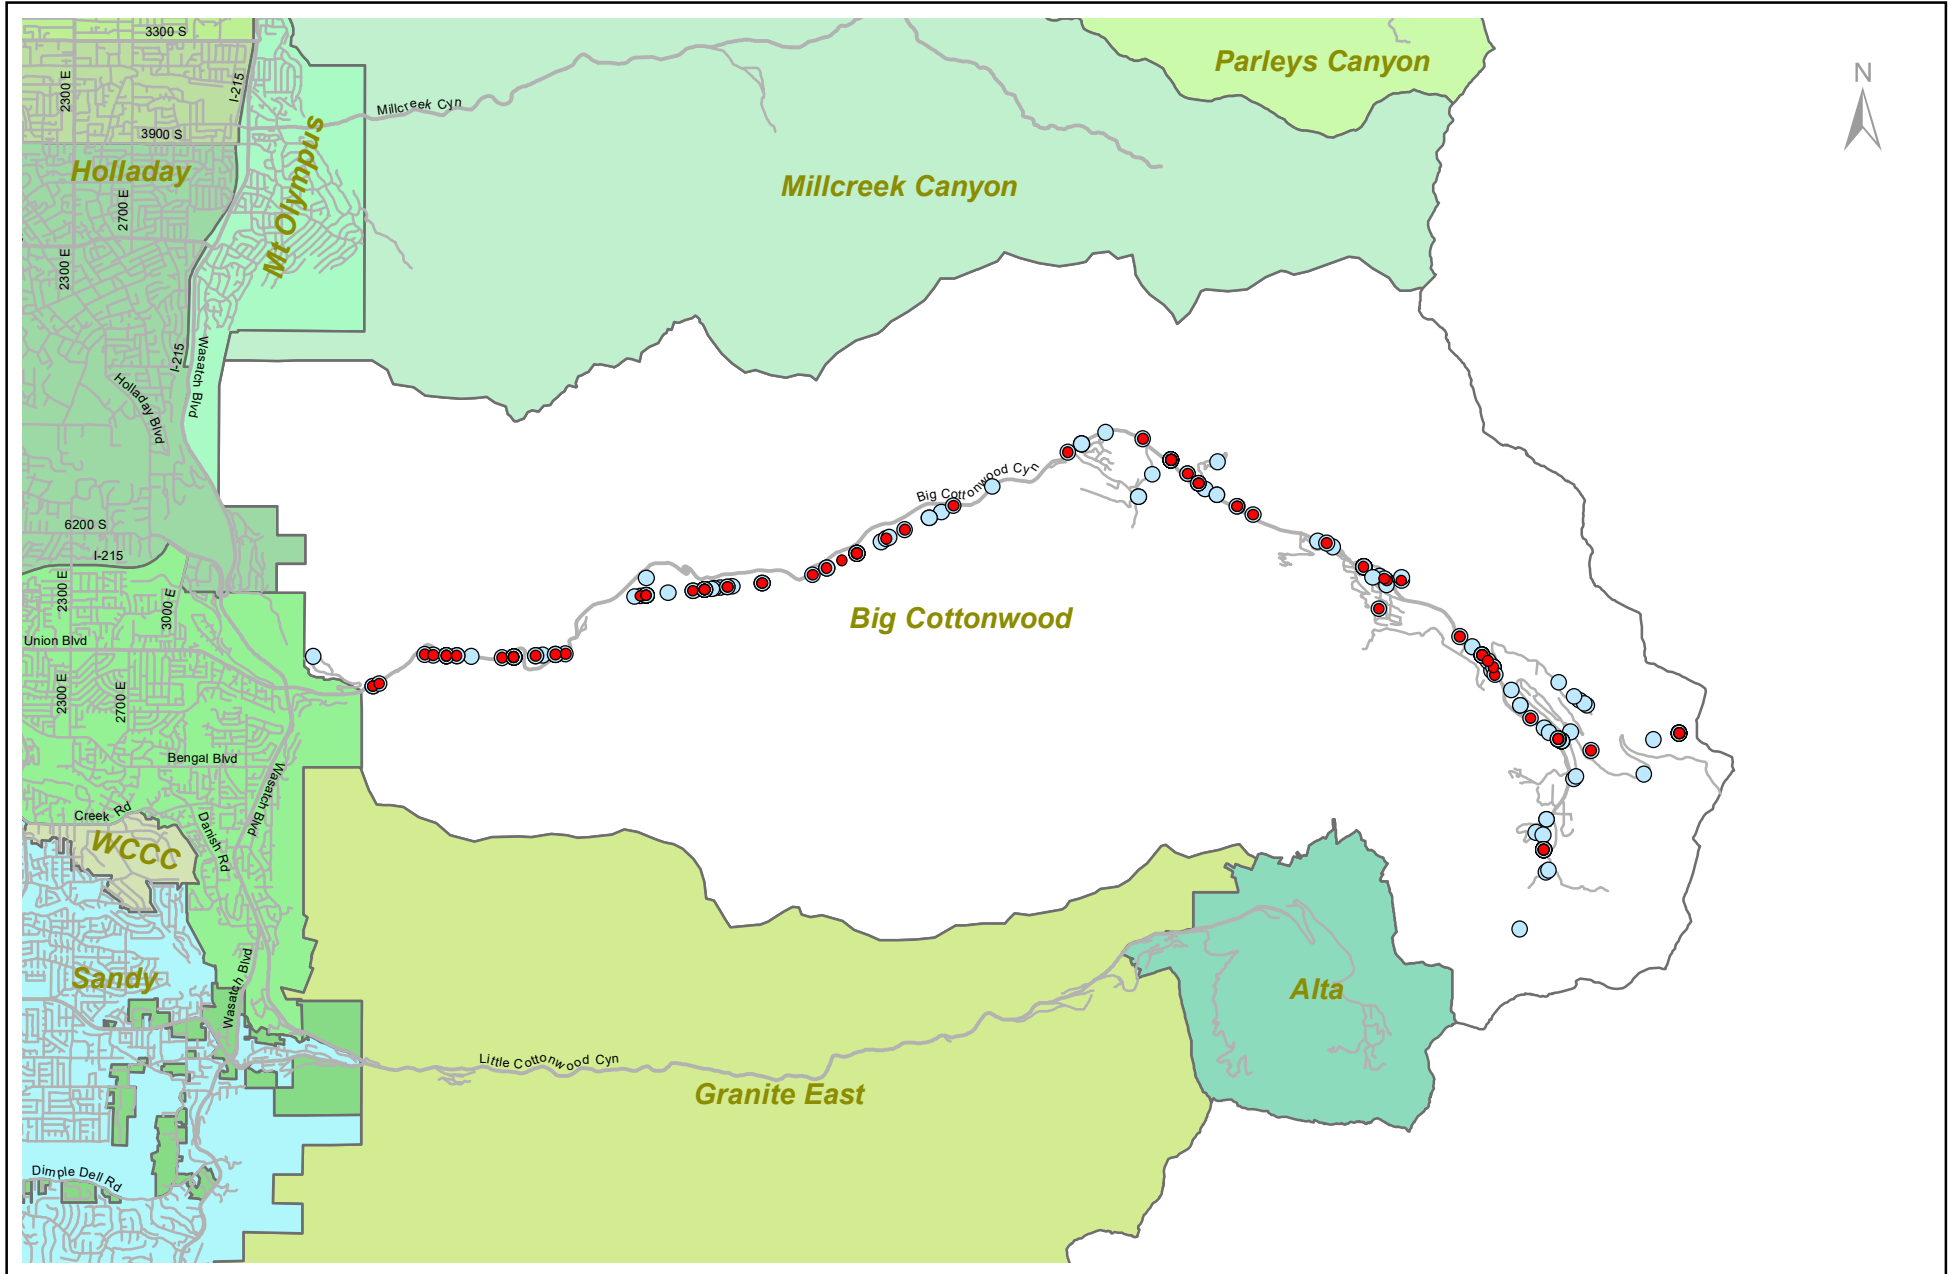 3300 S
Parleys Canyon
N
I-215
2300 E
Millcreek Cyn
3900 S
Holladay
Mt Olympus
Millcreek Canyon
2700 E
2300 E
I-215
Wasatch Blvd
Holladay Blvd
Big Cottonwood Cyn
6200 S
I-215
2300 E
3000 E
Big Cottonwood
Union Blvd
2300 E
2700 E
Bengal Blvd
Wasatch Blvd
Creek Rd
Danish Rd
WCCC
Sandy
Wasatch Blvd
Alta
Little Cottonwood Cyn
Granite East
Dimple Dell Rd